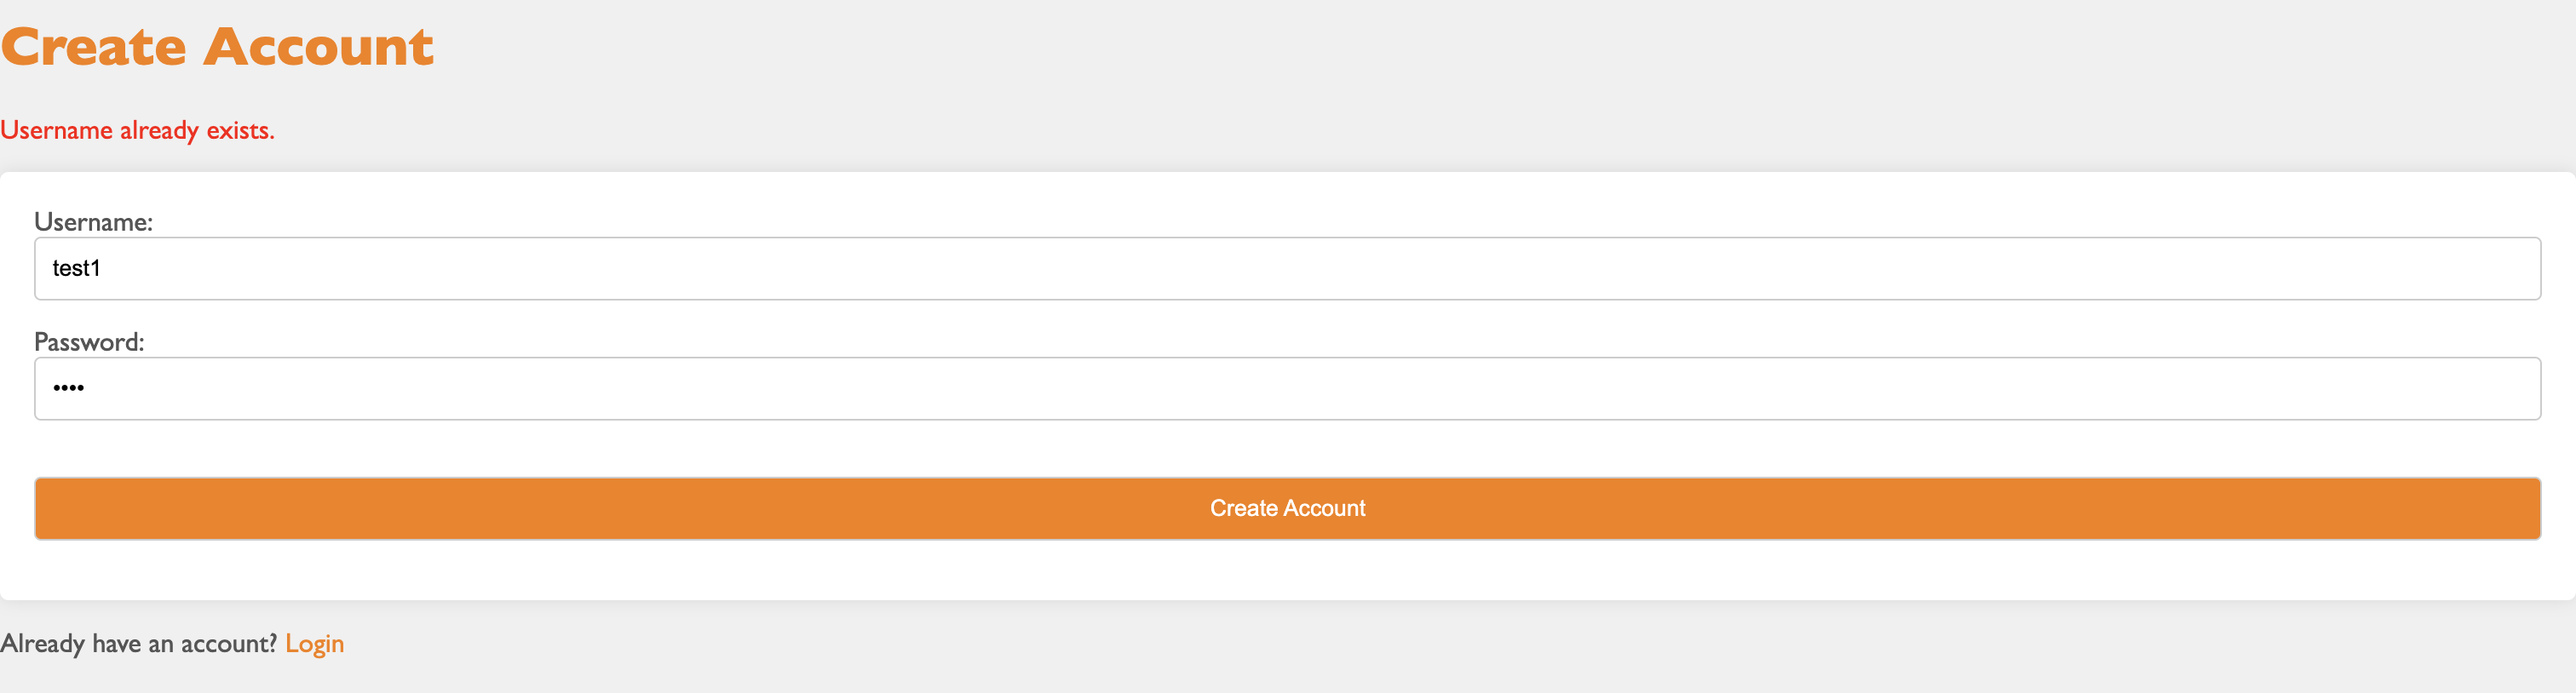 Create Account
Username already exists.
Username:
test1
Password:
••••
Create Account
Already have an account? Login